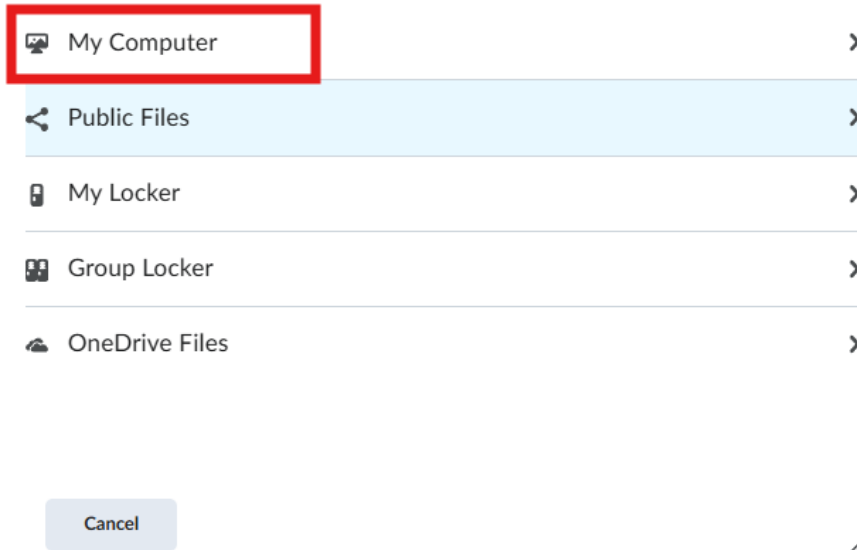 My Computer
Public Files
My Locker
Group Locker
OneDrive Files
Cancel